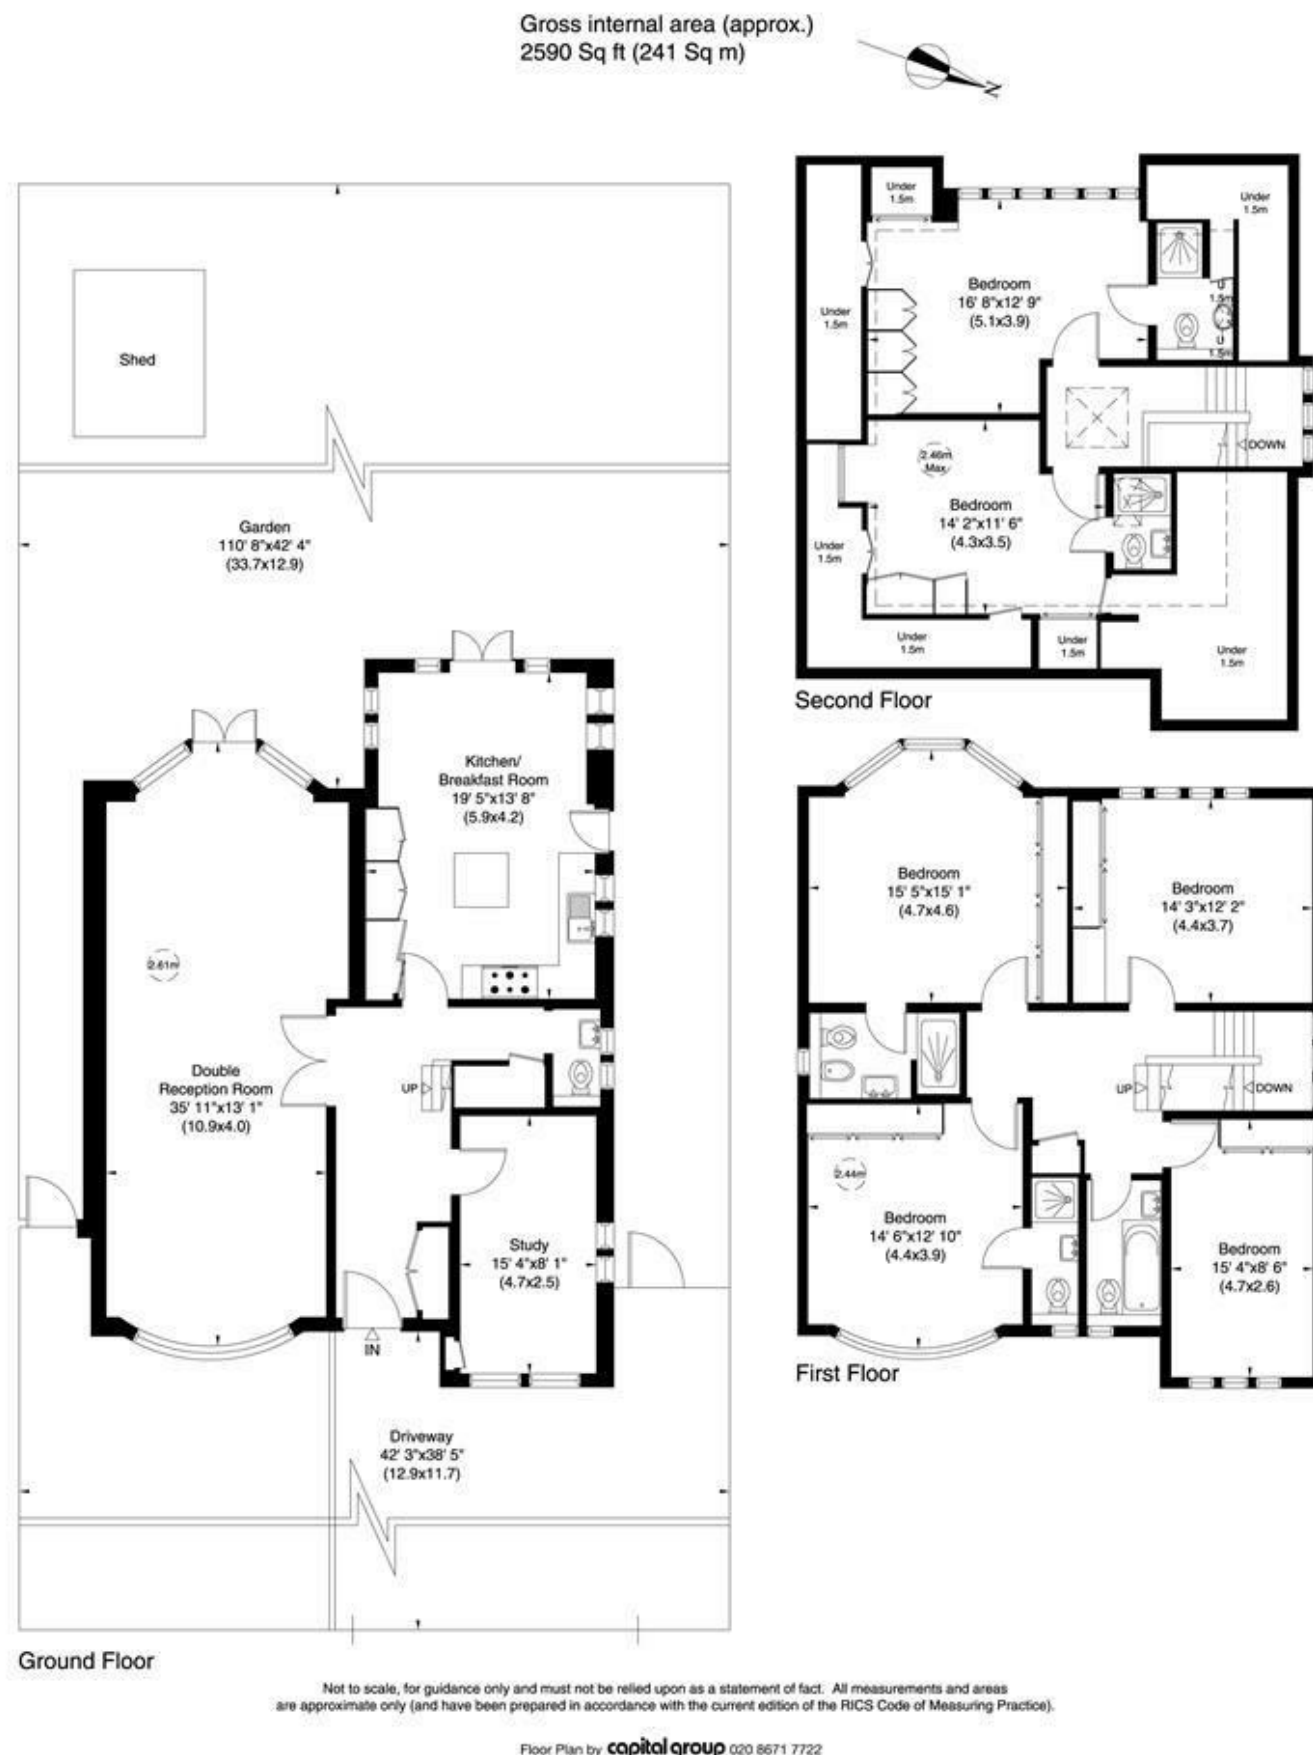 Gross internal area (approx.)
2590 Sq ft (241 Sq m)
N
Shed
Garden
110' 8"x42' 4"
(33.7x12.9)
Kitchen/
Breakfast Room
19' 5"x13' 8"
(5.9x4.2)
2.61m
Double
Reception Room
35' 11"x13' 1"
(10.9x4.0)
UP
Study
15' 4"x8' 1"
(4.7x2.5)
IN
Driveway
42' 3"x38' 5"
(12.9x11.7)
Ground Floor
Under
1.5m
Under
1.5m
Under
1.5m
Bedroom
16' 8"x12' 9"
(5.1x3.9)
U
1.5m
U
1.5m
DOWN
2.46m
Max
Bedroom
14' 2"x11' 6"
(4.3x3.5)
Under
1.5m
Under
1.5m
Under
1.5m
Under
1.5m
Second Floor
Bedroom
15' 5"x15' 1"
(4.7x4.6)
Bedroom
14' 3"x12' 2"
(4.4x3.7)
UP
DOWN
2.44m
Bedroom
14' 6"x12' 10"
(4.4x3.9)
Bedroom
15' 4"x8' 6"
(4.7x2.6)
First Floor
Not to scale, for guidance only and must not be relied upon as a statement of fact. All measurements and areas
are approximate only (and have been prepared in accordance with the current edition of the RICS Code of Measuring Practice).
Floor Plan by capital group 020 8671 7722